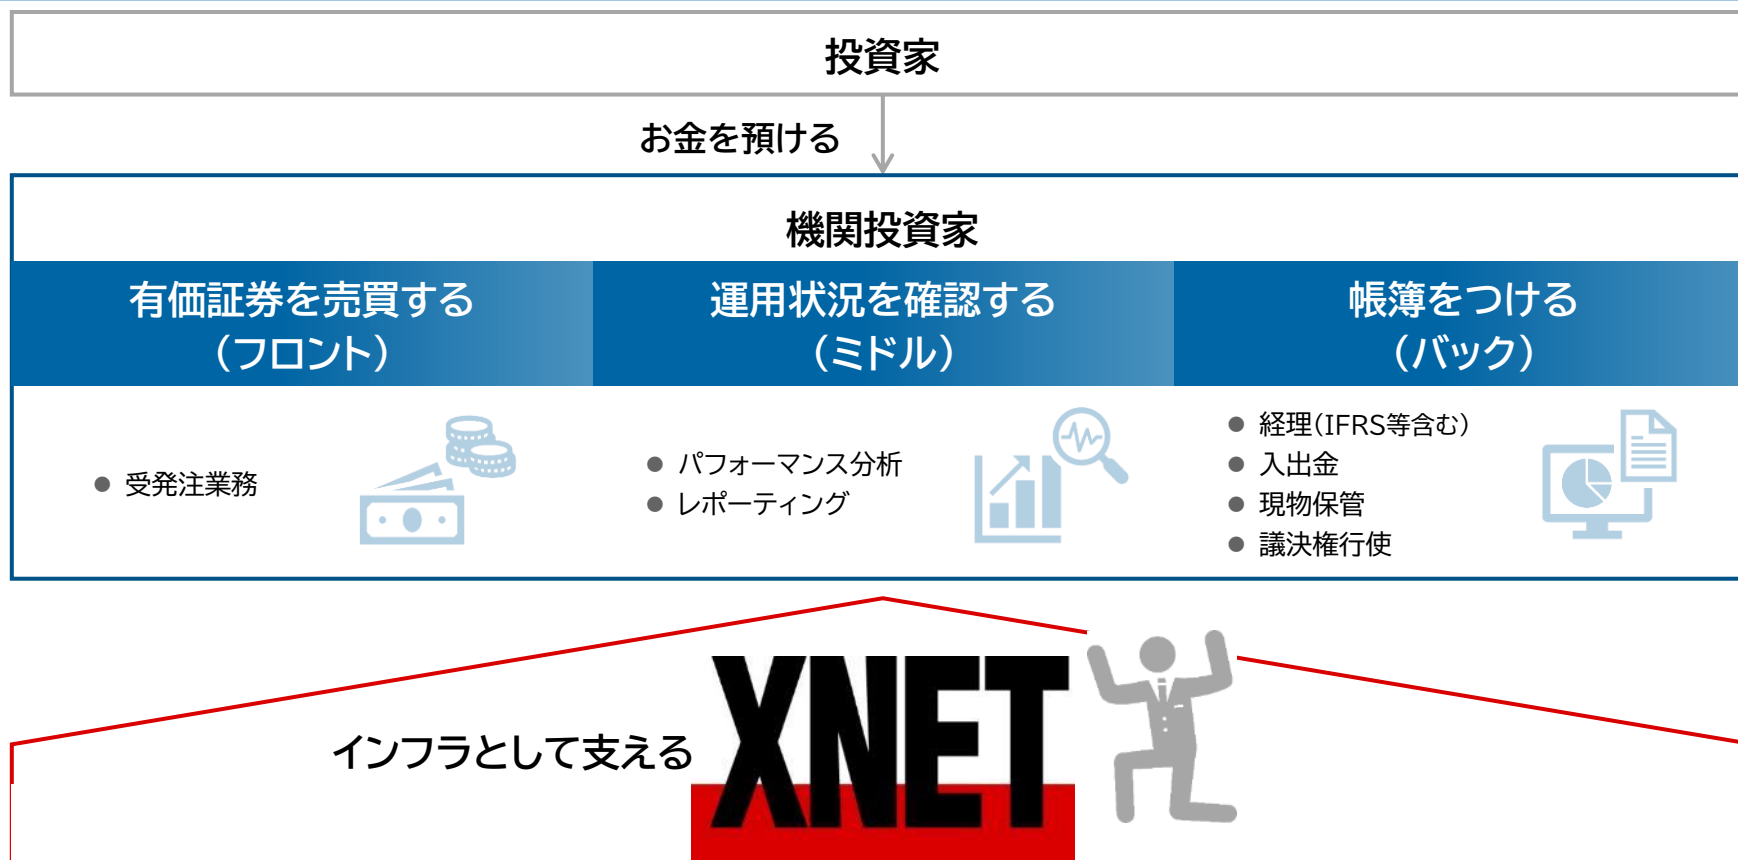 投資家
お金を預ける
機関投資家
有価証券を売買する
（フロント）
運用状況を確認する
（ミドル）
帳簿をつける
（バック）
● 受発注業務
● パフォーマンス分析
● レポーティング
● 経理（IFRS等含む）
● 入出金
● 現物保管
● 議決権行使
インフラとして支える
XNET